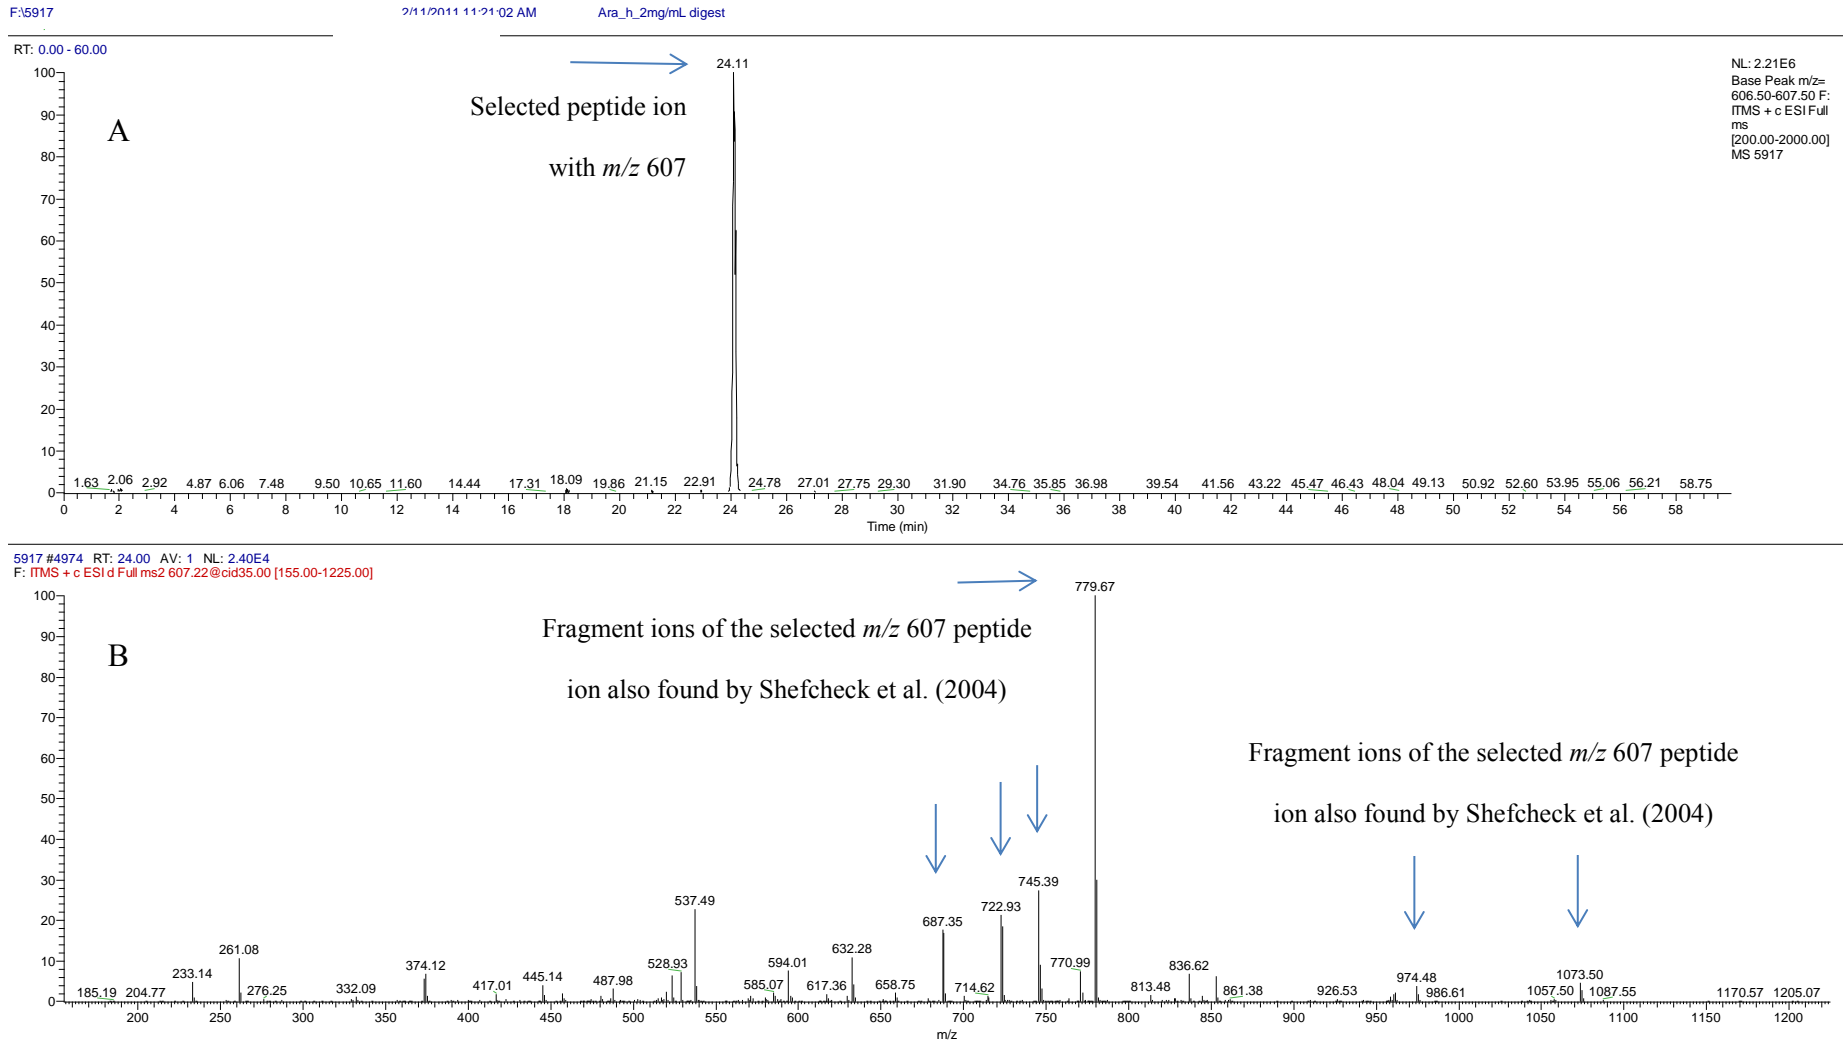 F:\5917 2/11/2011 11:21:02 AM Ara_h_2mg/mL digest
RT: 0.00 - 60.00
NL: 2.21E6
Base Peak m/z=
606.50-607.50 F:
ITMS + c ESI Full
ms
[200.00-2000.00]
MS 5917
24.11
Selected peptide ion
with m/z 607
A
100
90
80
70
60
50
40
30
20
10
0
1.63 2.06 2.92 4.87 6.06 7.48 9.50 10.65 11.60 14.44 17.31 18.09 19.86 21.15 22.91 24.78 27.01 27.75 29.30 31.90 34.76 35.85 36.98 39.54 41.56 43.22 45.47 46.43 48.04 49.13 50.92 52.60 53.95 55.06 56.21 58.75
0 2 4 6 8 10 12 14 16 18 20 22 24 26 28 30 32 34 36 38 40 42 44 46 48 50 52 54 56 58
Time (min)
5917 #4974 RT: 24.00 AV: 1 NL: 2.40E4
F: ITMS + c ESI d Full ms2 607.22@cid35.00 [155.00-1225.00]
100
90
80
70
60
50
40
30
20
10
0
B
Fragment ions of the selected m/z 607 peptide
ion also found by Shefcheck et al. (2004)
Fragment ions of the selected m/z 607 peptide
ion also found by Shefcheck et al. (2004)
779.67
745.39
722.93
687.35
537.49
261.08
632.28
233.14
374.12
528.93
594.01
770.99
836.62
445.14
974.48
1073.50
185.19 204.77 276.25 332.09 417.01 487.98 585.07 617.36 658.75 714.62 813.48 861.38 926.53 986.61 1057.50 1087.55 1170.57 1205.07
200 250 300 350 400 450 500 550 600 650 700 750 800 850 900 950 1000 1050 1100 1150 1200
m/z